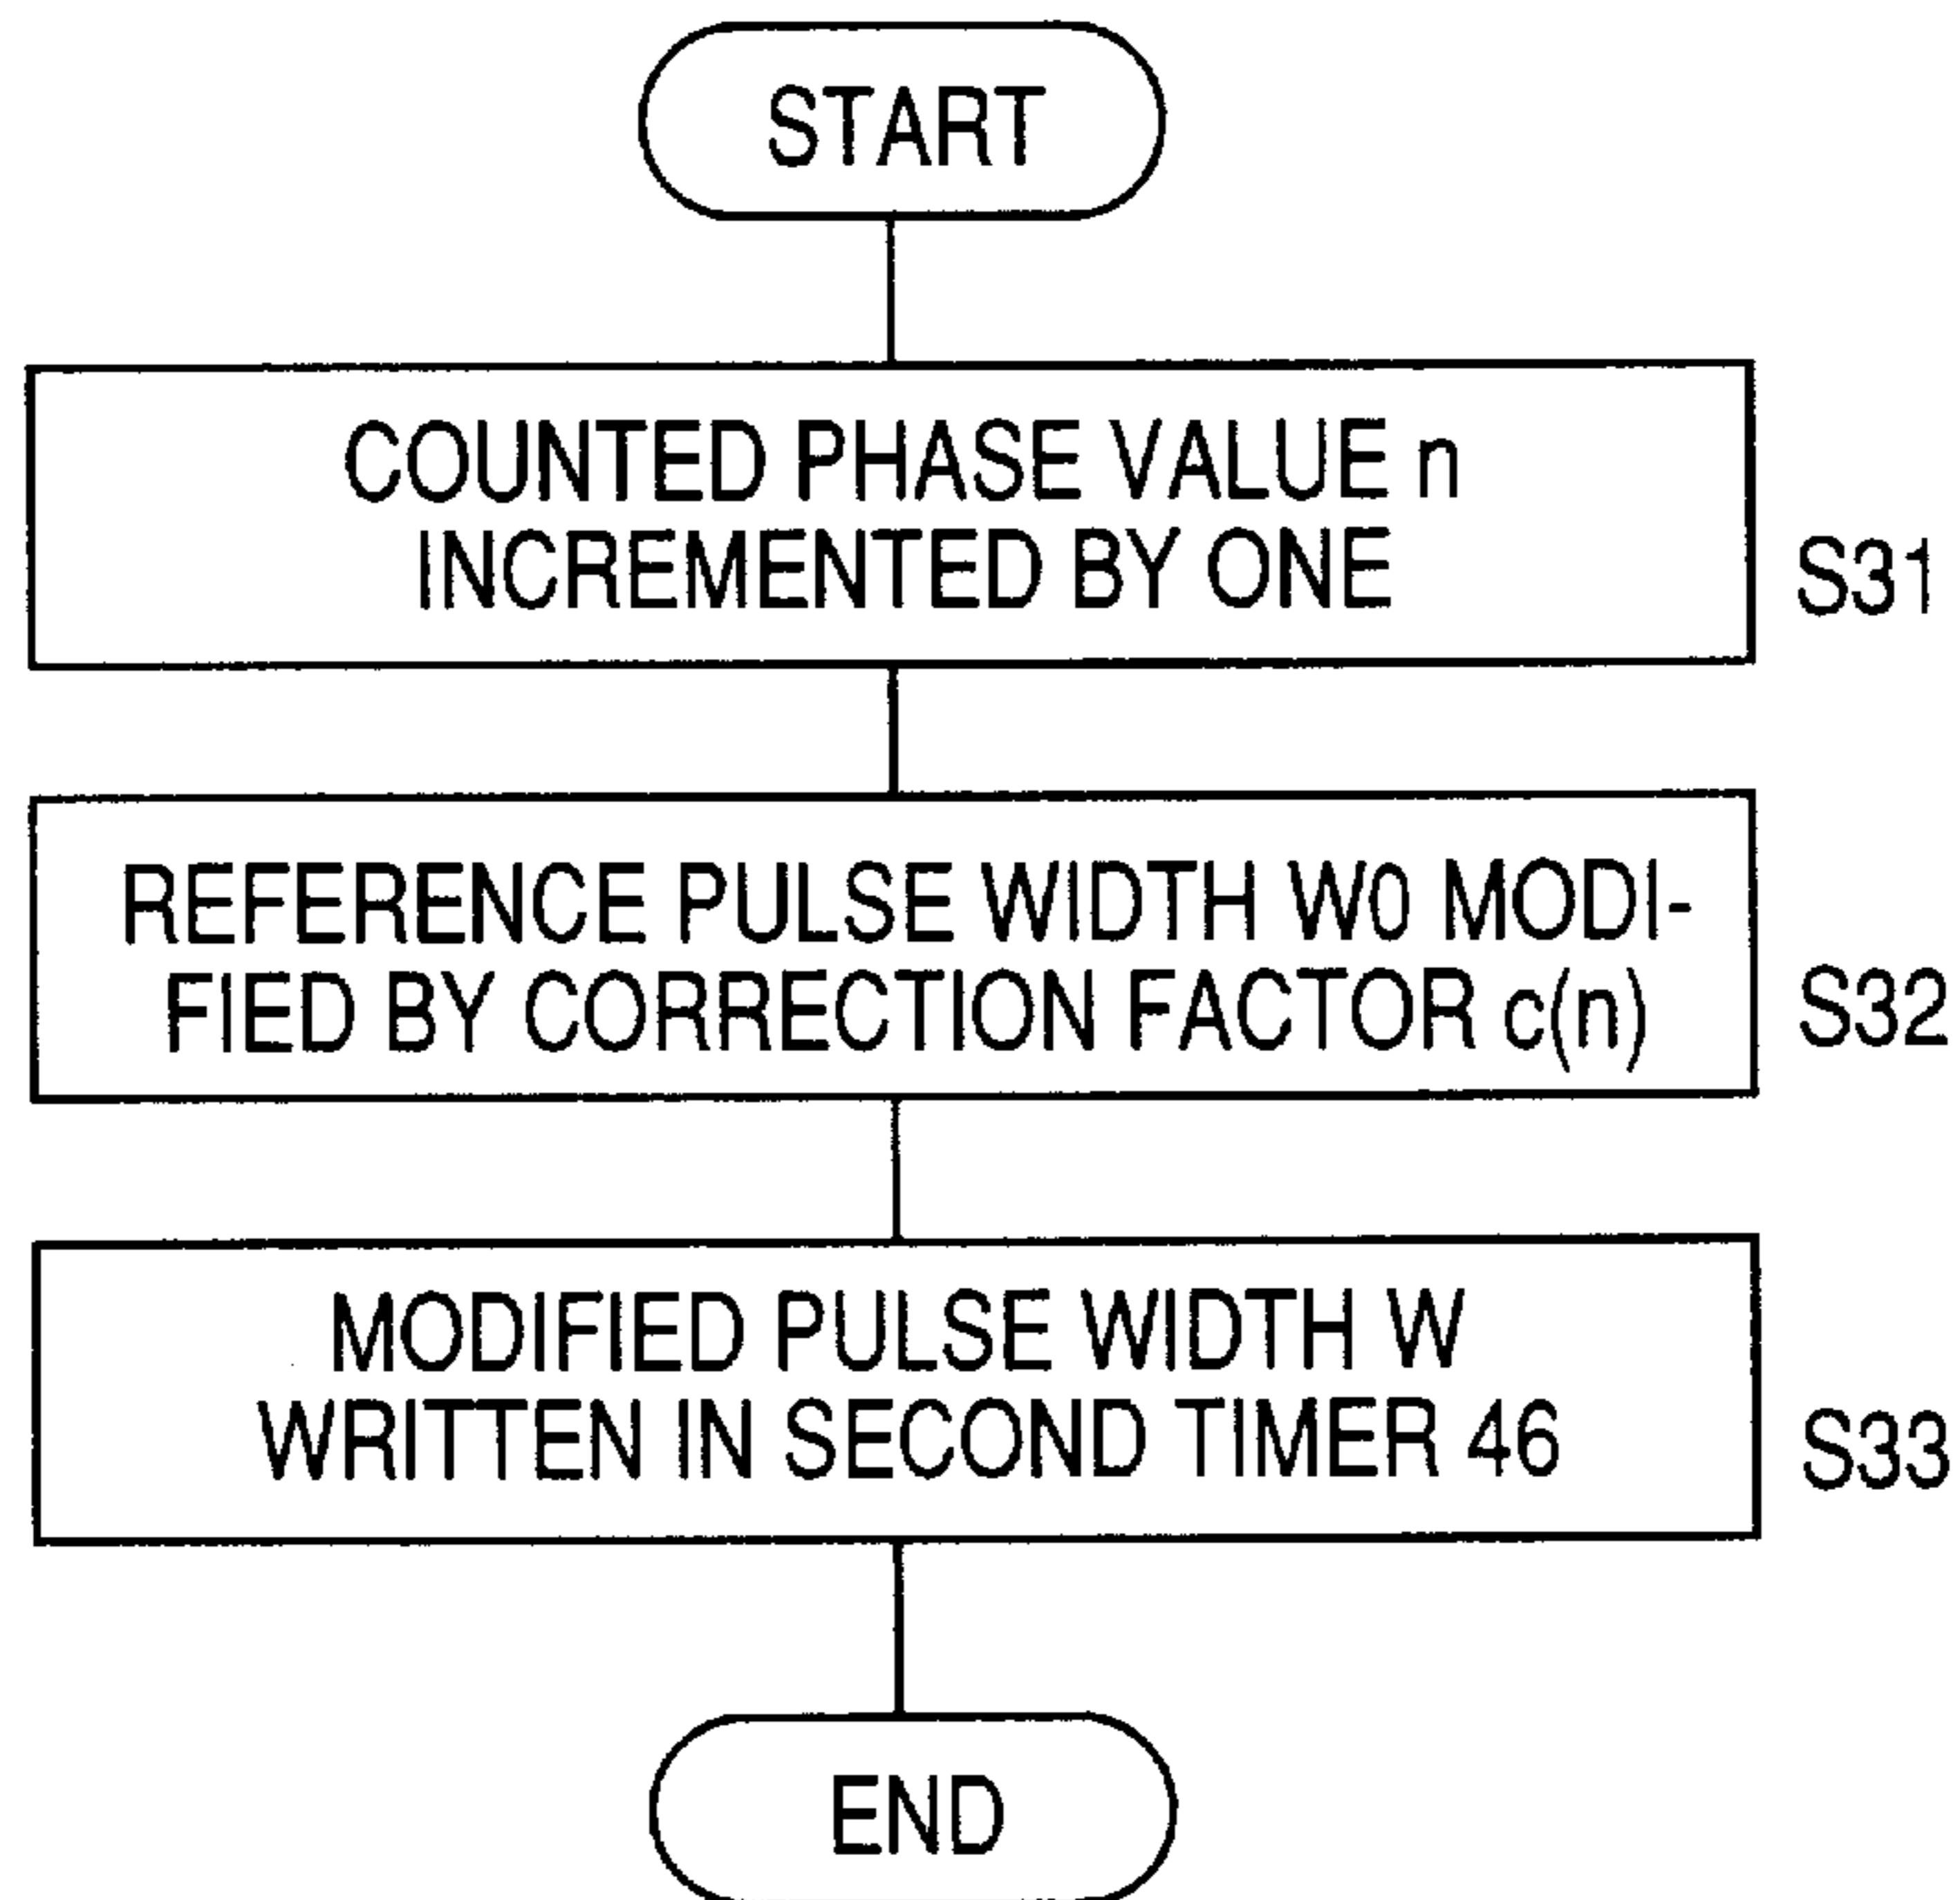 START
COUNTED PHASE VALUE n
INCREMENTED BY ONE
S31
REFERENCE PULSE WIDTH W0 MODI-
FIED BY CORRECTION FACTOR c(n)
S32
MODIFIED PULSE WIDTH W
WRITTEN IN SECOND TIMER 46
S33
END